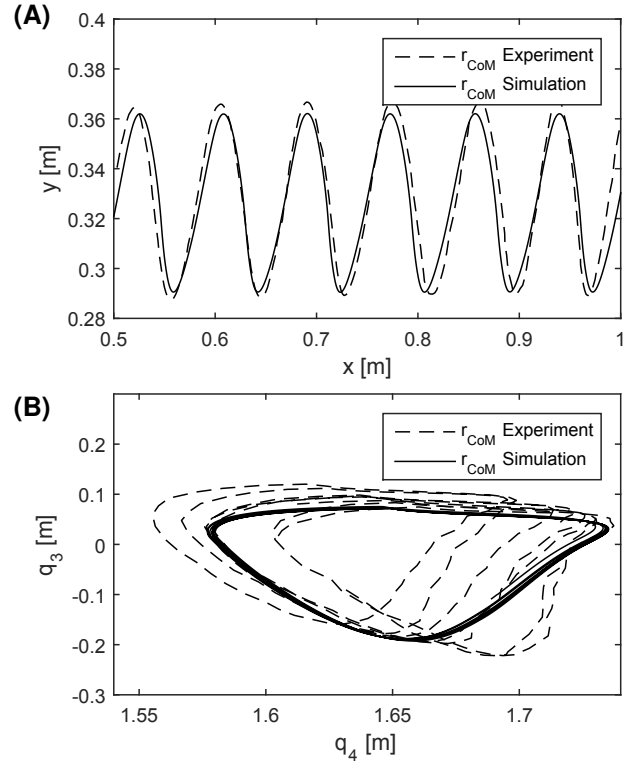 (A)
0.4
0.38
0.36
0.34
0.32
0.3
0.28
y [m]
r_CoM Experiment
r_CoM Simulation
0.5 0.6 0.7 0.8 0.9 1
x [m]
(B)
0.2
0.1
0
-0.1
-0.2
-0.3
q_3 [m]
r_CoM Experiment
r_CoM Simulation
1.55 1.6 1.65 1.7
q_4 [m]